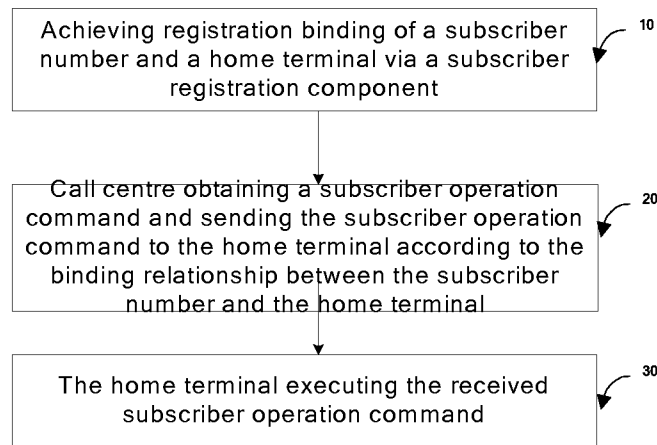 Achieving registration binding of a subscriber
number and a home terminal via a subscriber
registration component
10
Call centre obtaining a subscriber operation
command and sending the subscriber operation
command to the home terminal according to the
binding relationship between the subscriber
number and the home terminal
20
The home terminal executing the received
subscriber operation command
30